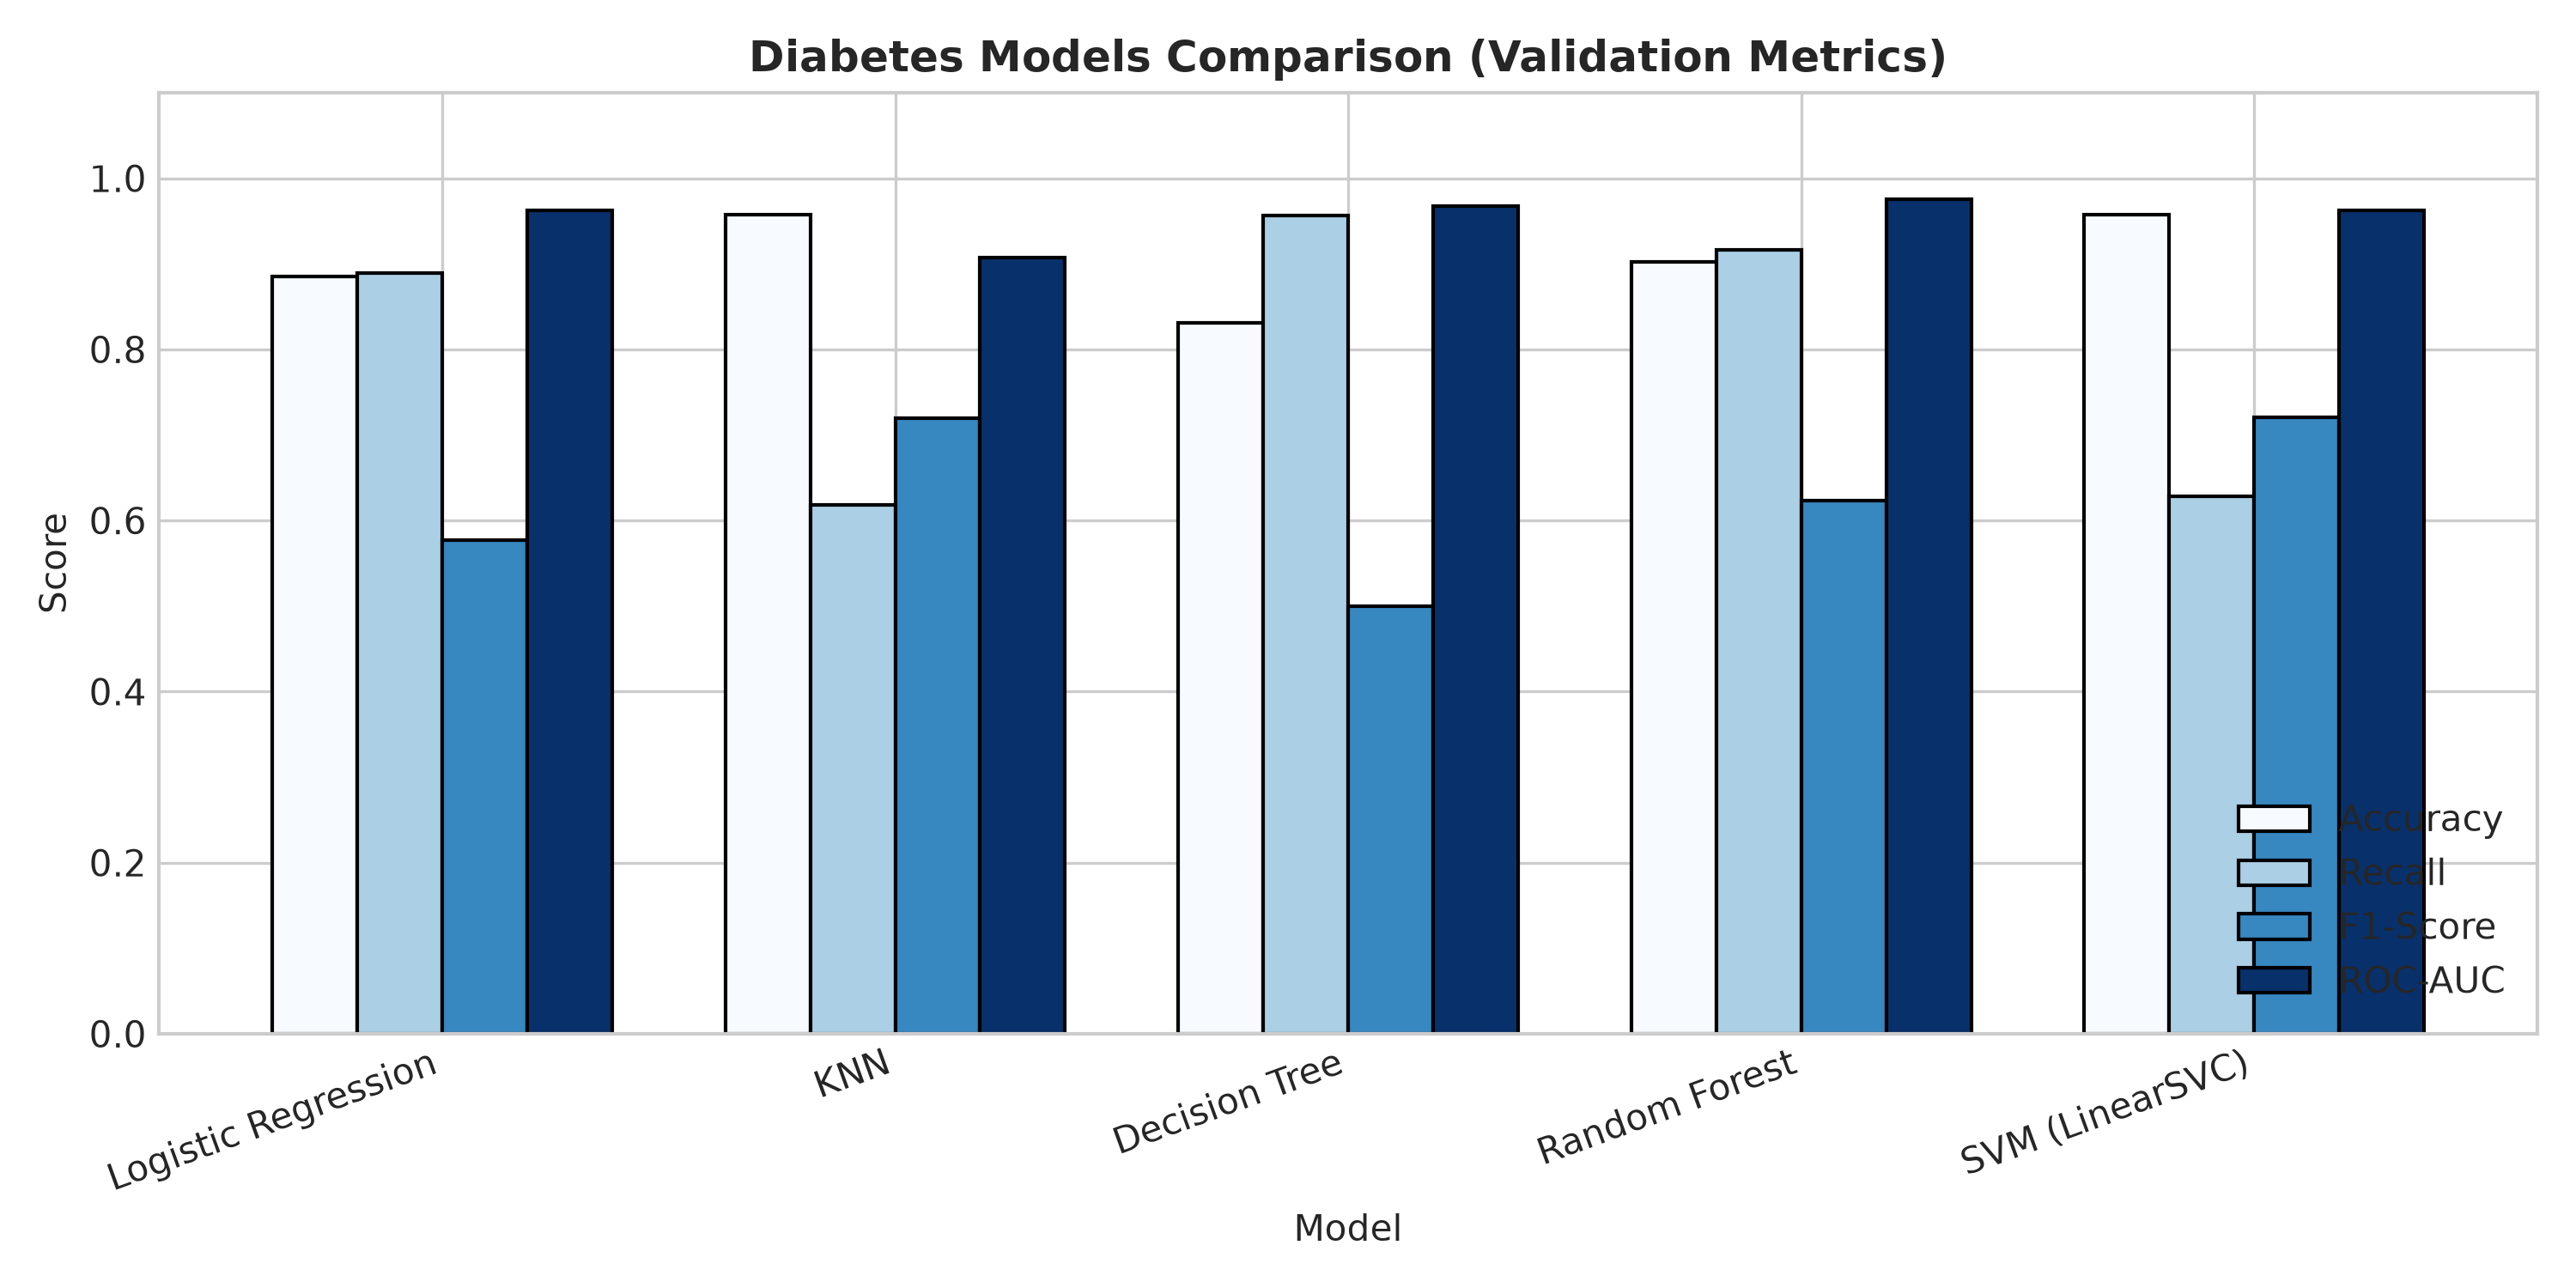 Diabetes Models Comparison (Validation Metrics)
Score
1.0
0.8
0.6
0.4
0.2
0.0
Accuracy
Recall
F1-Score
ROC-AUC
Logistic Regression
KNN
Decision Tree
Random Forest
SVM (LinearSVC)
Model